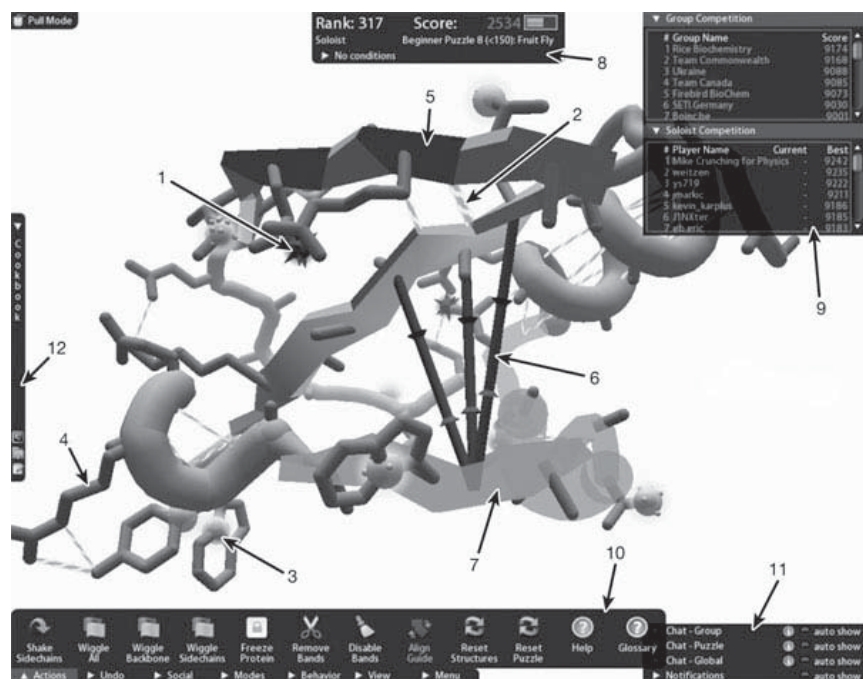 Pull Mode
Rank: 317 Score: 2534
Soloist Beginner Puzzle 8 (<150): Fruit Fly
No conditions
8
Group Competition
# Group Name Score
1 Rice Biochemistry 9174
2 Team Commonwealth 9168
3 Ukraine 9088
4 Team Canada 9085
5 Firebird BioChem 9073
6 SETI.Germany 9030
7 Boinc.be 9001
Soloist Competition
# Player Name Current Best
1 Mike Crunching for Physics - 9242
2 weitzen - 9235
3 ys719 - 9222
4 - 9211
5 kevin_karplus - 9186
6 J1NXter - 9185
7 - 9183
9
5
2
1
Cookbook
12
6
4
7
3
10
11
Shake Sidechains
Wiggle All
Wiggle Backbone
Wiggle Sidechains
Freeze Protein
Remove Bands
Disable Bands
Align Guide
Reset Structures
Reset Puzzle
Help
Glossary
Actions Undo Social Modes Behavior View Menu
Chat - Group auto show
Chat - Puzzle auto show
Chat - Global auto show
Notifications auto show